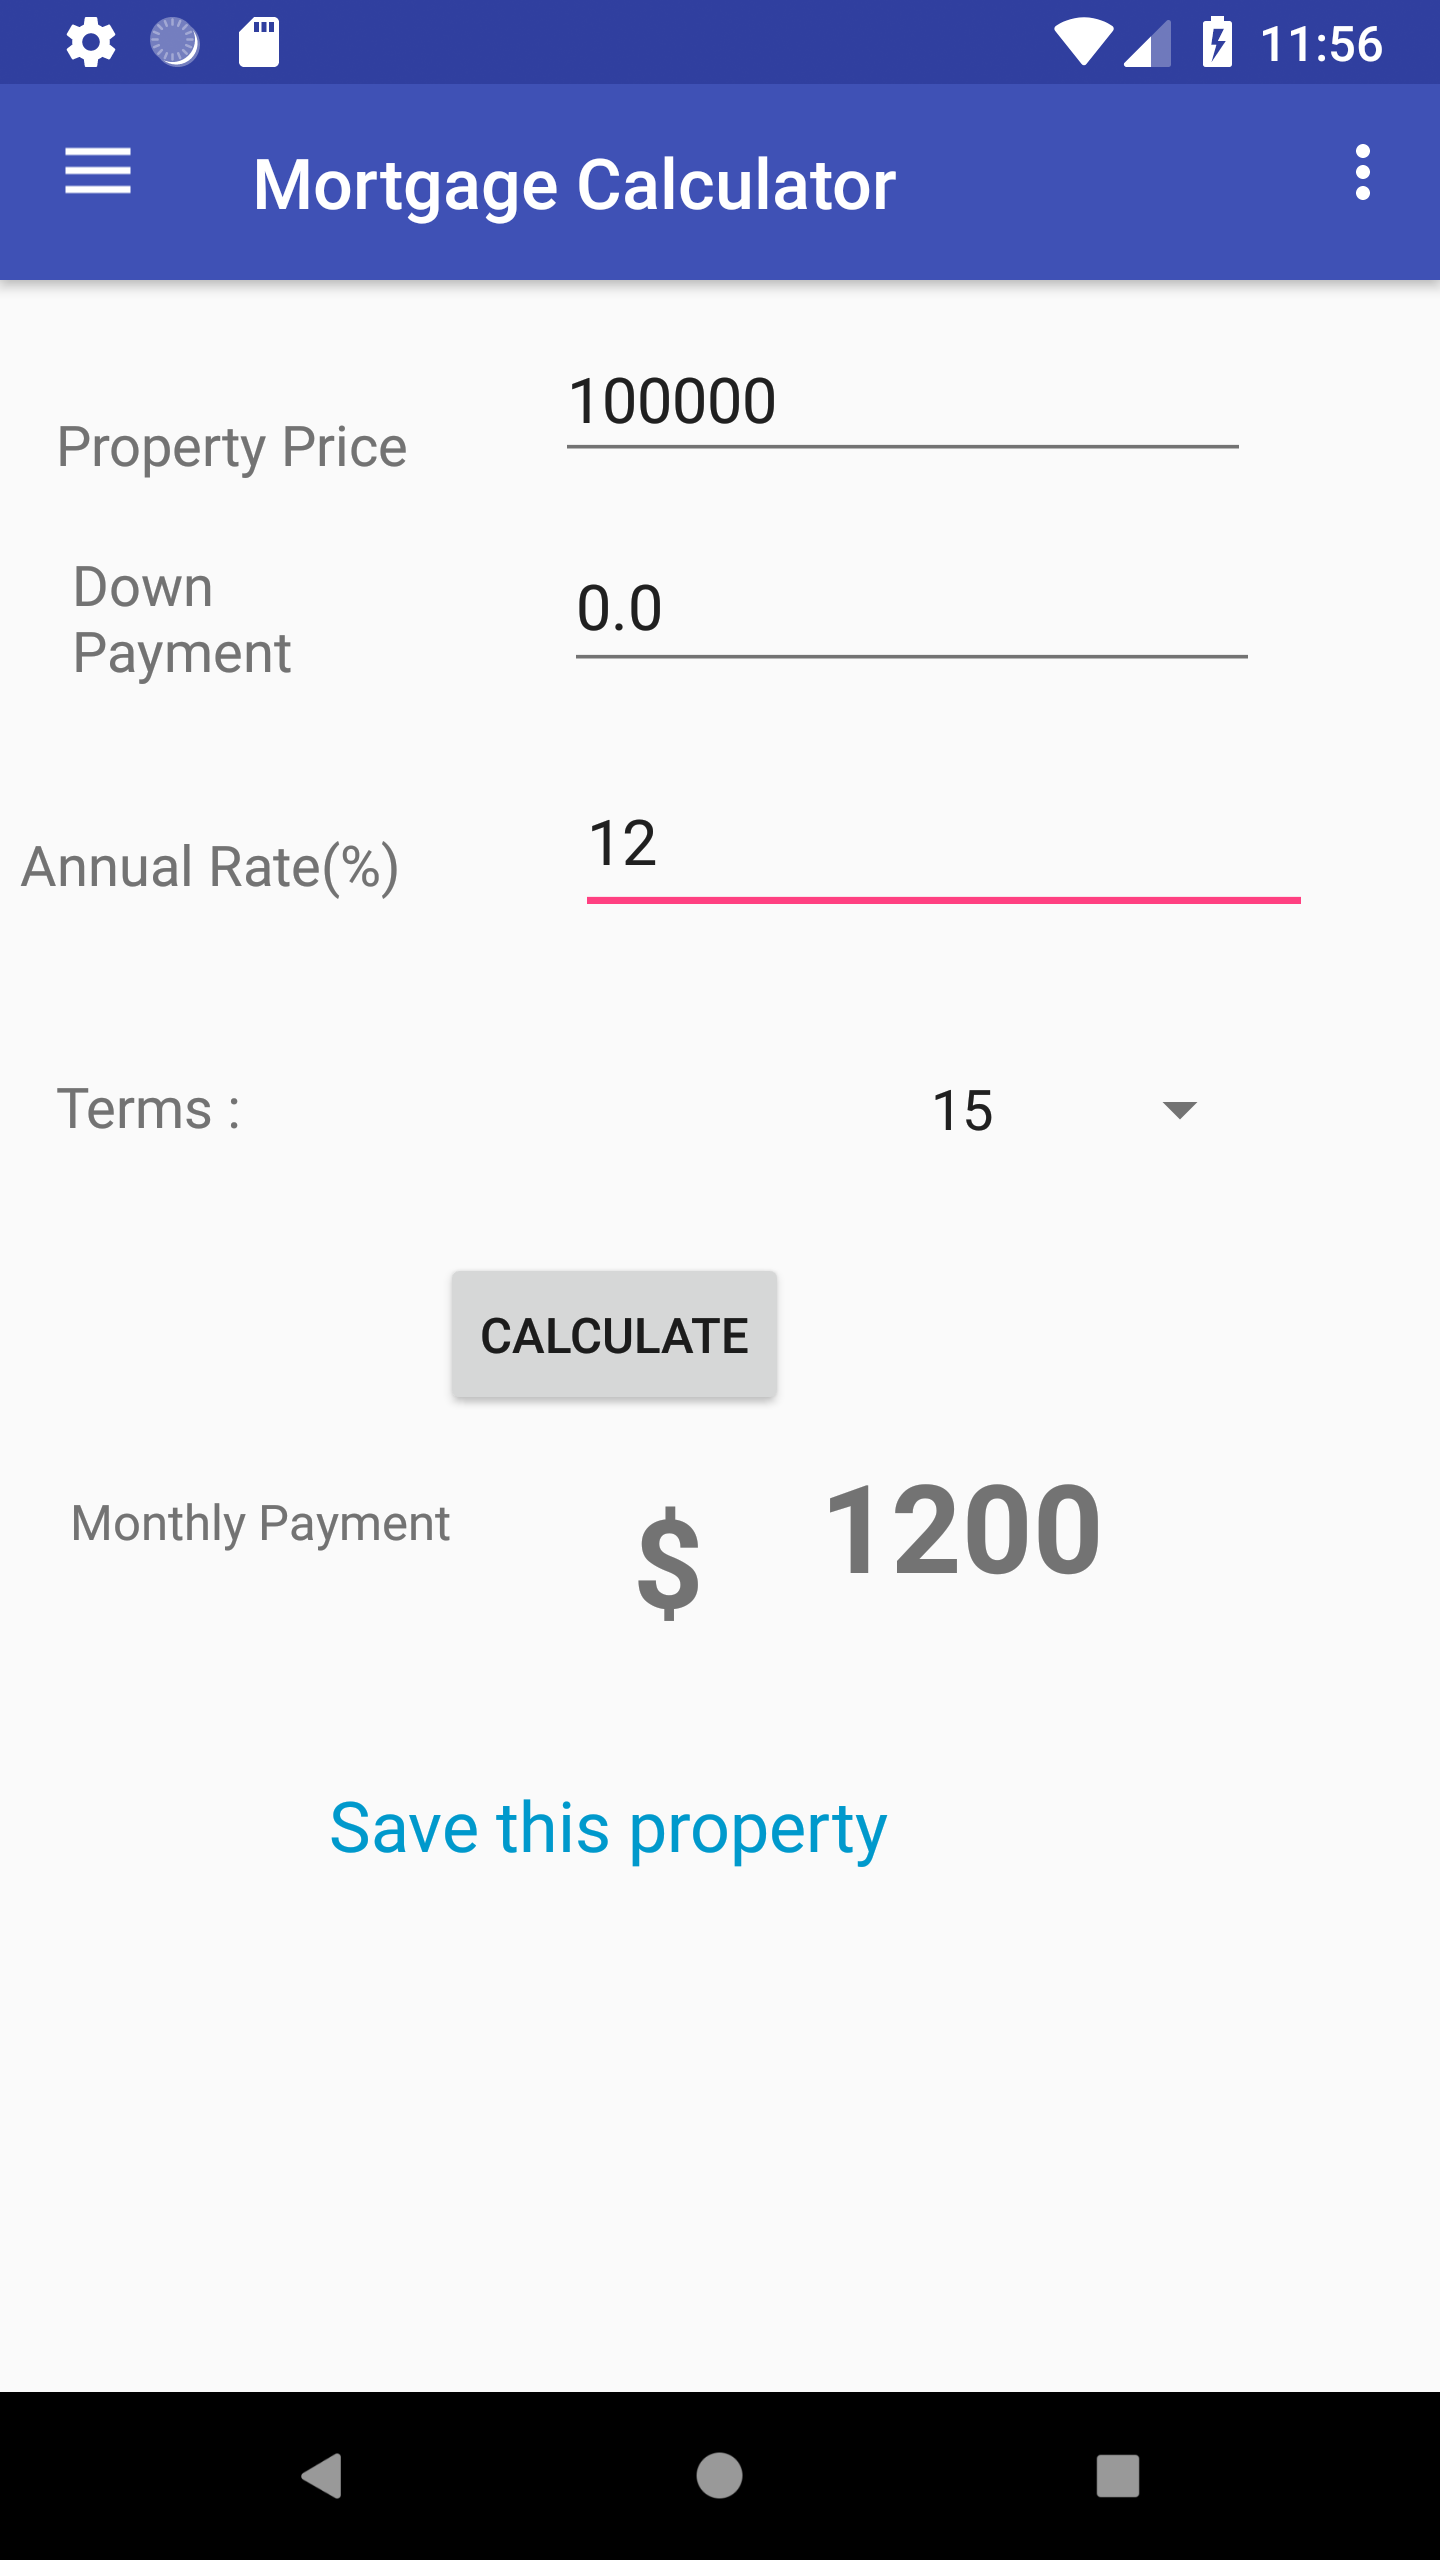 11:56
Mortgage Calculator
Property Price
100000
Down
Payment
0.0
Annual Rate(%)
12
Terms :
15
CALCULATE
Monthly Payment
$
1200
Save this property